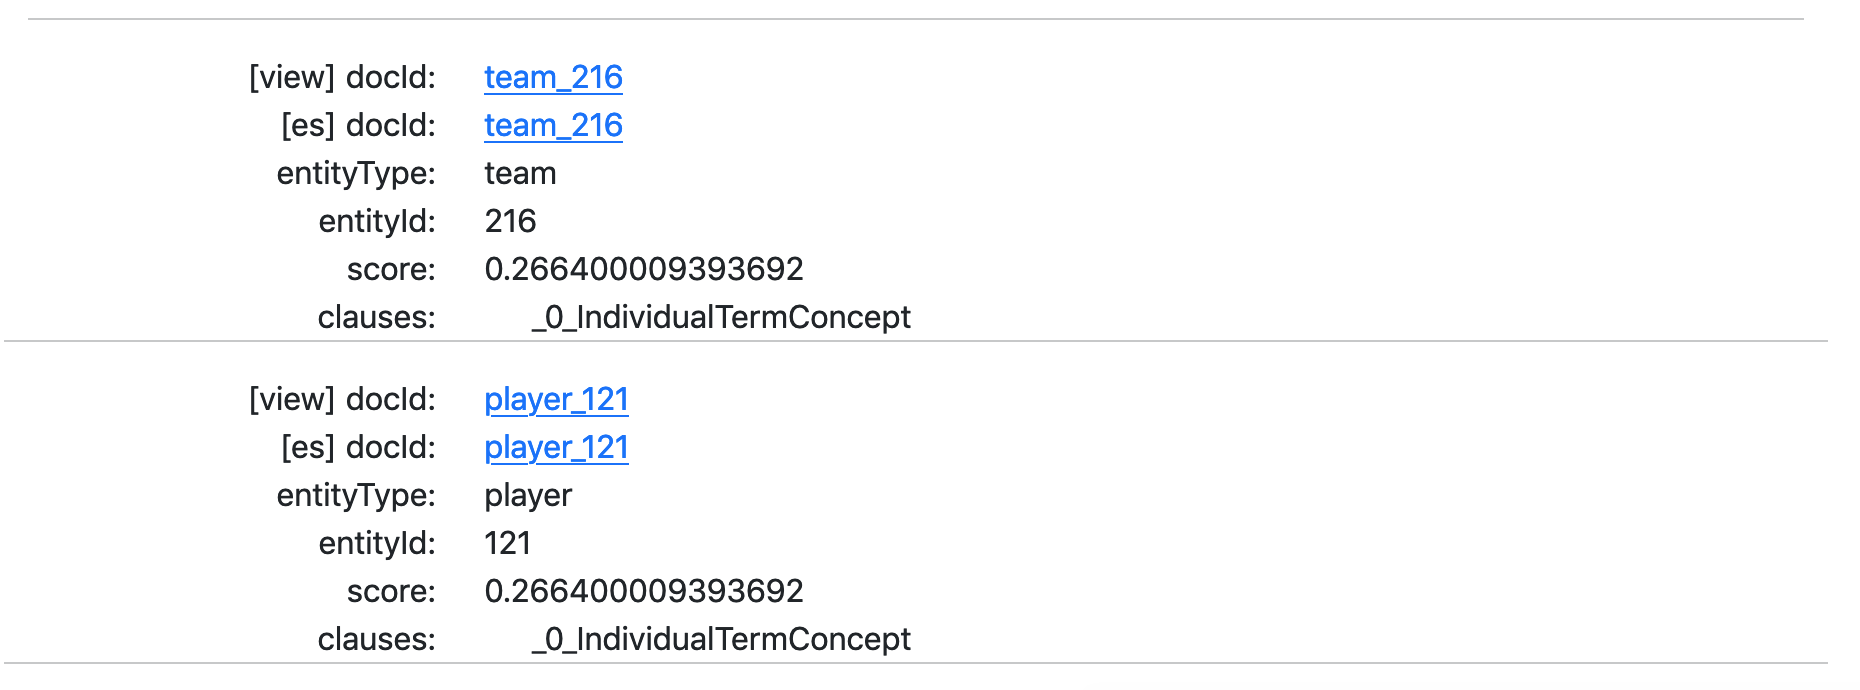 [view] docId: team_216
[es] docId: team_216
entityType: team
entityId: 216
score: 0.266400009393692
clauses: _0_IndividualTermConcept
[view] docId: player_121
[es] docId: player_121
entityType: player
entityId: 121
score: 0.266400009393692
clauses: _0_IndividualTermConcept